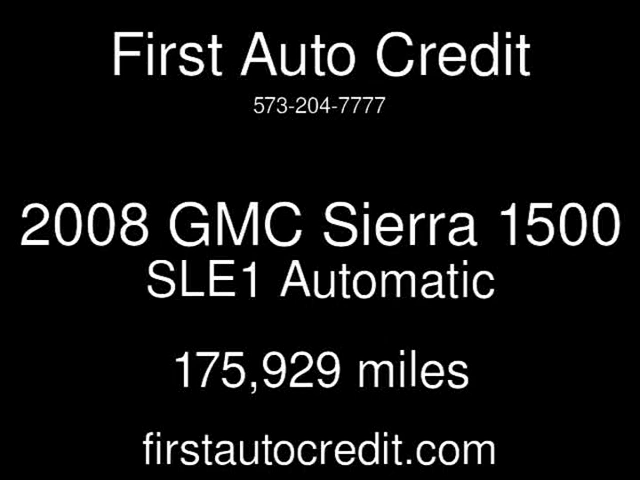 First Auto Credit
573-204-7777
2008 GMC Sierra 1500
SLE1 Automatic
175,929 miles
firstautocredit.com